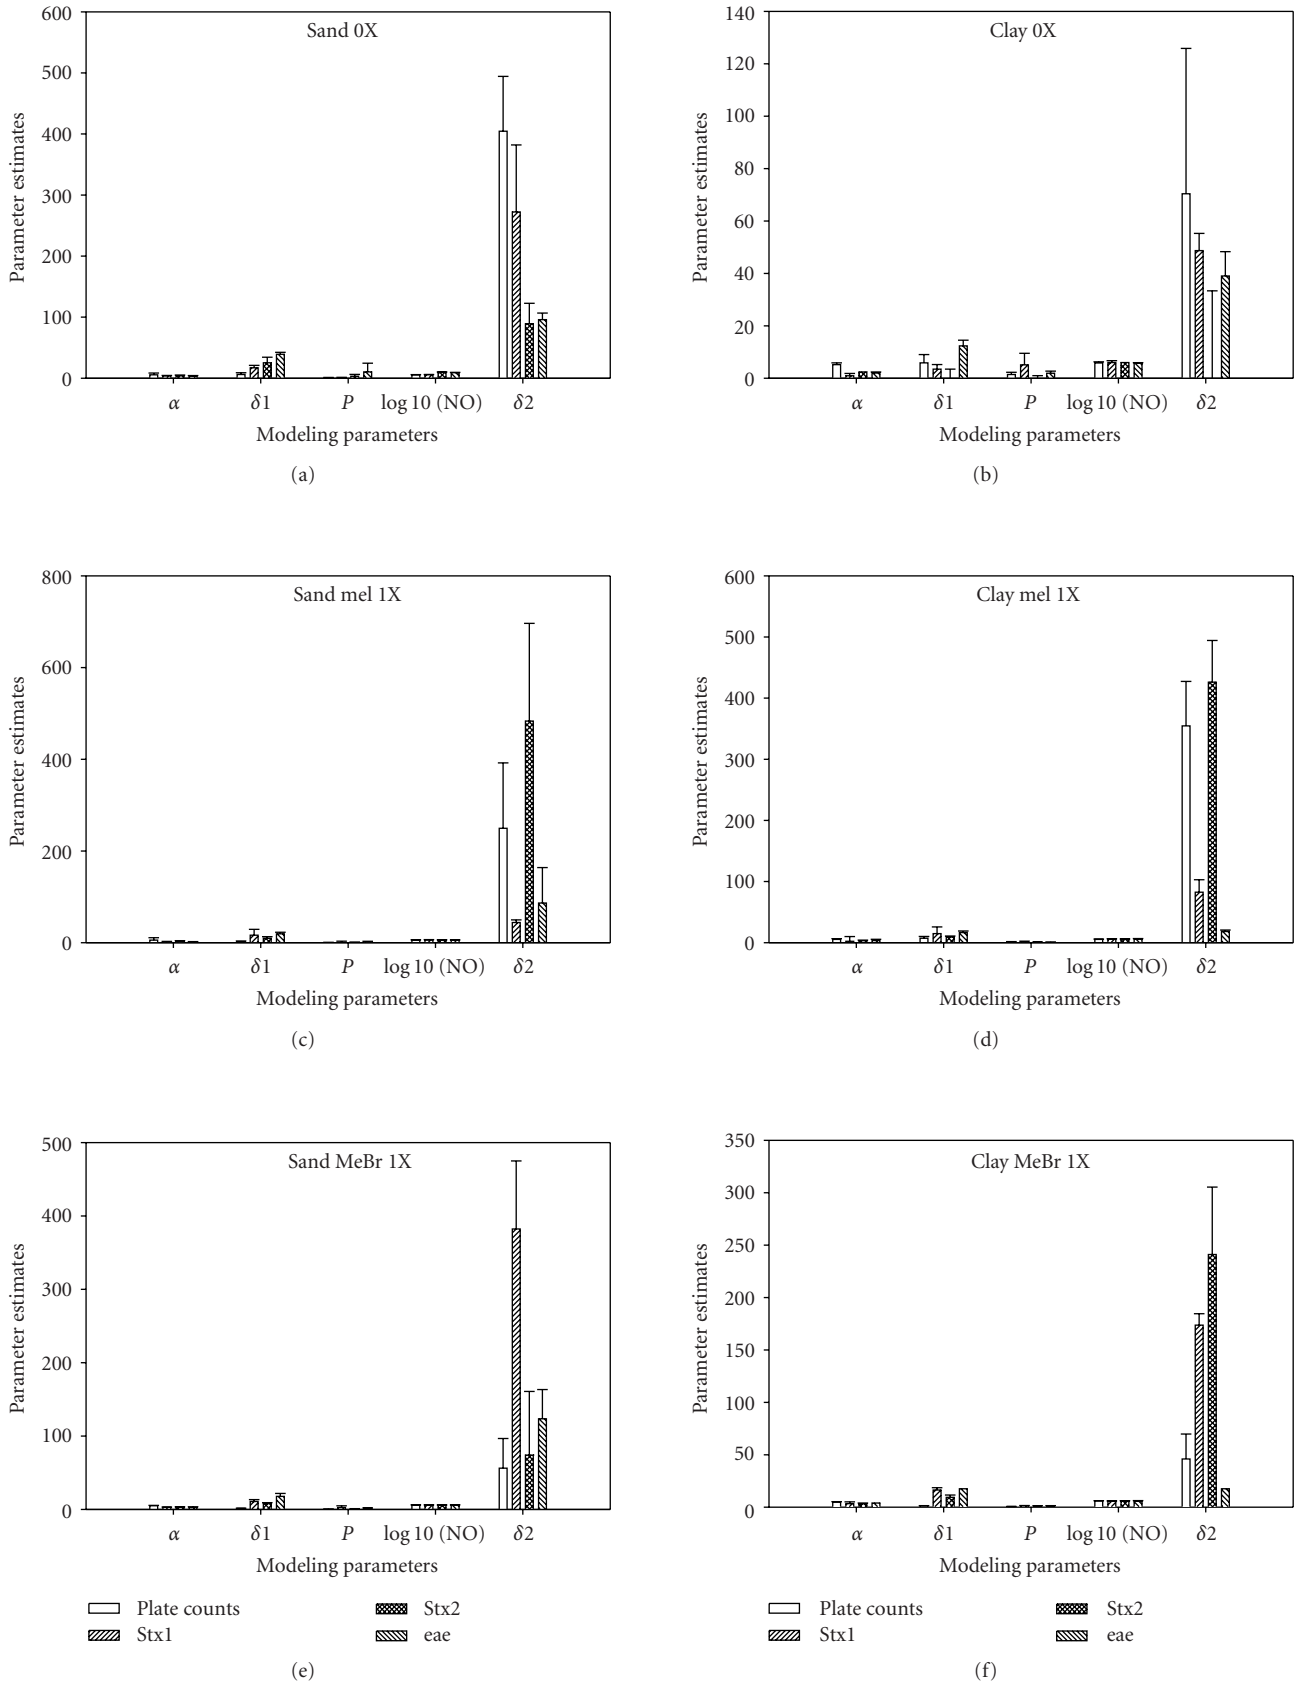 Sand 0X
600
500
400
300
200
100
0
Parameter estimates
α δ1 P log 10 (NO) δ2
Modeling parameters
(a)
Clay 0X
140
120
100
80
60
40
20
0
Parameter estimates
α δ1 P log 10 (NO) δ2
Modeling parameters
(b)
Sand mel 1X
800
600
400
200
0
Parameter estimates
α δ1 P log 10 (NO) δ2
Modeling parameters
(c)
Clay mel 1X
600
500
400
300
200
100
0
Parameter estimates
α δ1 P log 10 (NO) δ2
Modeling parameters
(d)
Sand MeBr 1X
500
400
300
200
100
0
Parameter estimates
α δ1 P log 10 (NO) δ2
Modeling parameters
Plate counts
Stx1
Stx2
eae
(e)
Clay MeBr 1X
350
300
250
200
150
100
50
0
Parameter estimates
α δ1 P log 10 (NO) δ2
Modeling parameters
Plate counts
Stx1
Stx2
eae
(f)